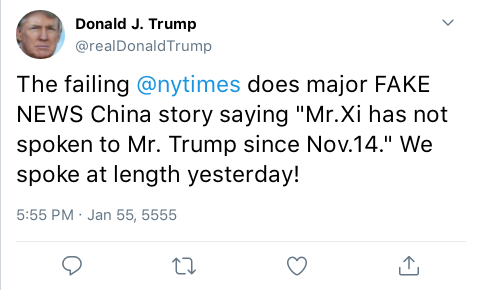 Donald J. Trump
@realDonaldTrump
The failing @nytimes does major FAKE
NEWS China story saying "Mr.Xi has not
spoken to Mr. Trump since Nov.14." We
spoke at length yesterday!
5:55 PM · Jan 55, 5555